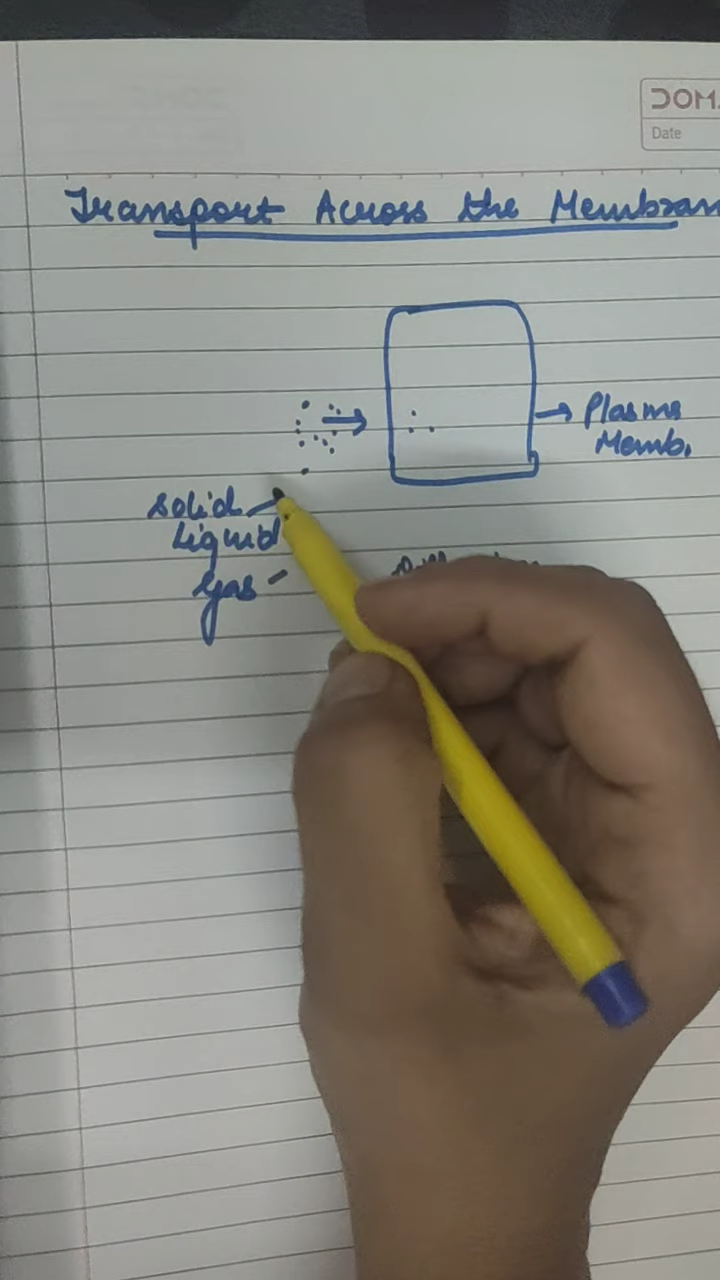 DOM
Date
Transport Across the Membran
Plasma
Memb.
Solid
Liquid
Gas